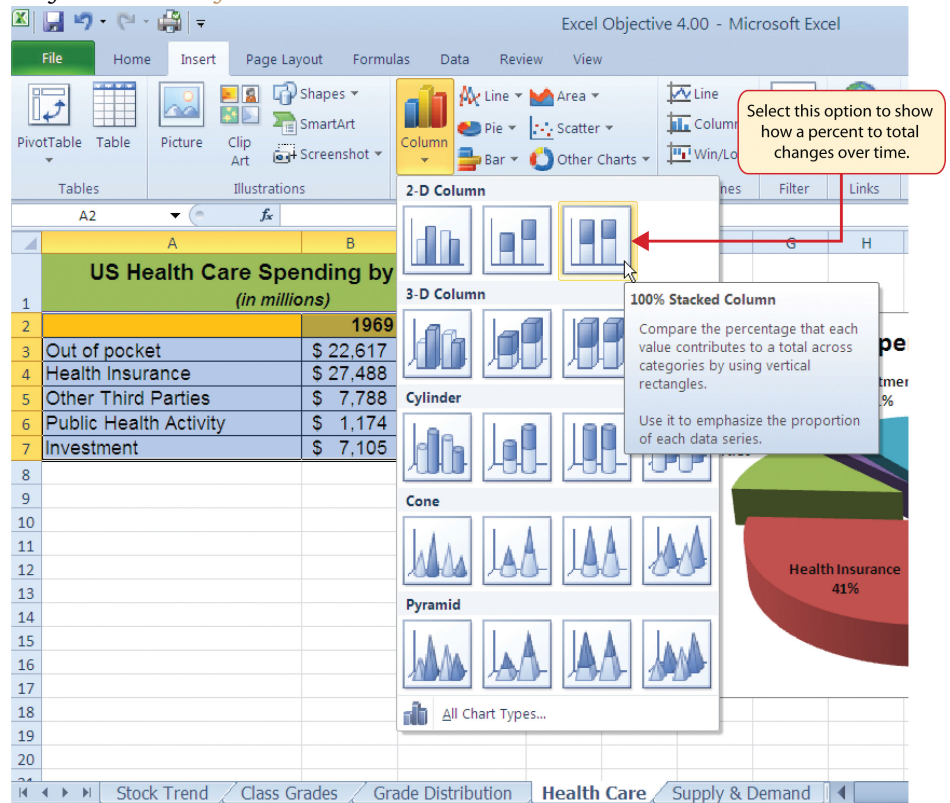 Excel Objective 4.00 - Microsoft Excel
File Home Insert Page Layout Formulas Data Review View
PivotTable Table Picture Clip Art Shapes SmartArt Screenshot Column Line Pie Bar Area Scatter Other Charts Line Column Win/Lo
Select this option to show
how a percent to total
changes over time.
Tables Illustrations nes Filter Links
A2 fx
2-D Column
A B G H
1 US Health Care Spending by
(in millions)
3-D Column
100% Stacked Column
Compare the percentage that each
value contributes to a total across
categories by using vertical
rectangles.
Use it to emphasize the proportion
of each data series.
2 1969
3 Out of pocket $ 22,617
4 Health Insurance $ 27,488
5 Other Third Parties $ 7,788
6 Public Health Activity $ 1,174
7 Investment $ 7,105
pe
tmer
%
Cylinder
8
9
Cone
10
11
12
Health Insurance
41%
13
Pyramid
14
15
16
17
18
All Chart Types...
19
20
Stock Trend Class Grades Grade Distribution Health Care Supply & Demand